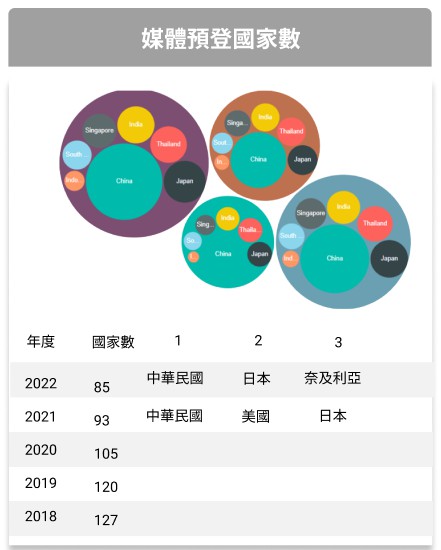 媒體預登國家數
Singapore
India
South...
Thailand
Indo...
China
Japan
Singa...
India
Sout...
Thailand
In...
China
Japan
Sing...
India
So...
Thaila...
I...
China
Japan
Singapore
India
South...
Thailand
Ind...
China
Japan
年度 國家數 1 2 3
2022 85 中華民國 日本 奈及利亞
2021 93 中華民國 美國 日本
2020 105
2019 120
2018 127